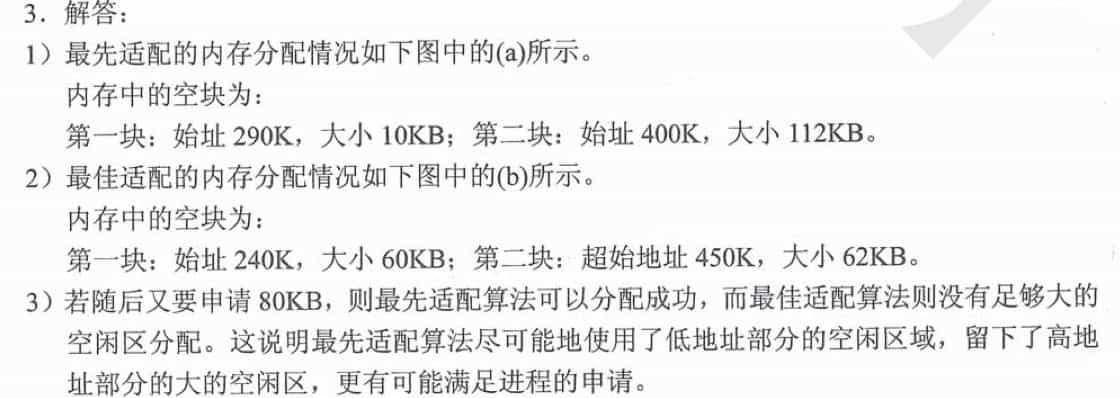 3．解答：
1）最先适配的内存分配情况如下图中的(a)所示。
内存中的空块为：
第一块：始址 290K，大小 10KB；第二块：始址 400K，大小 112KB。
2）最佳适配的内存分配情况如下图中的(b)所示。
内存中的空块为：
第一块：始址 240K，大小 60KB；第二块：超始地址 450K，大小 62KB。
3）若随后又要申请 80KB，则最先适配算法可以分配成功，而最佳适配算法则没有足够大的
空闲区分配。这说明最先适配算法尽可能地使用了低地址部分的空闲区域，留下了高地
址部分的大的空闲区，更有可能满足进程的申请。